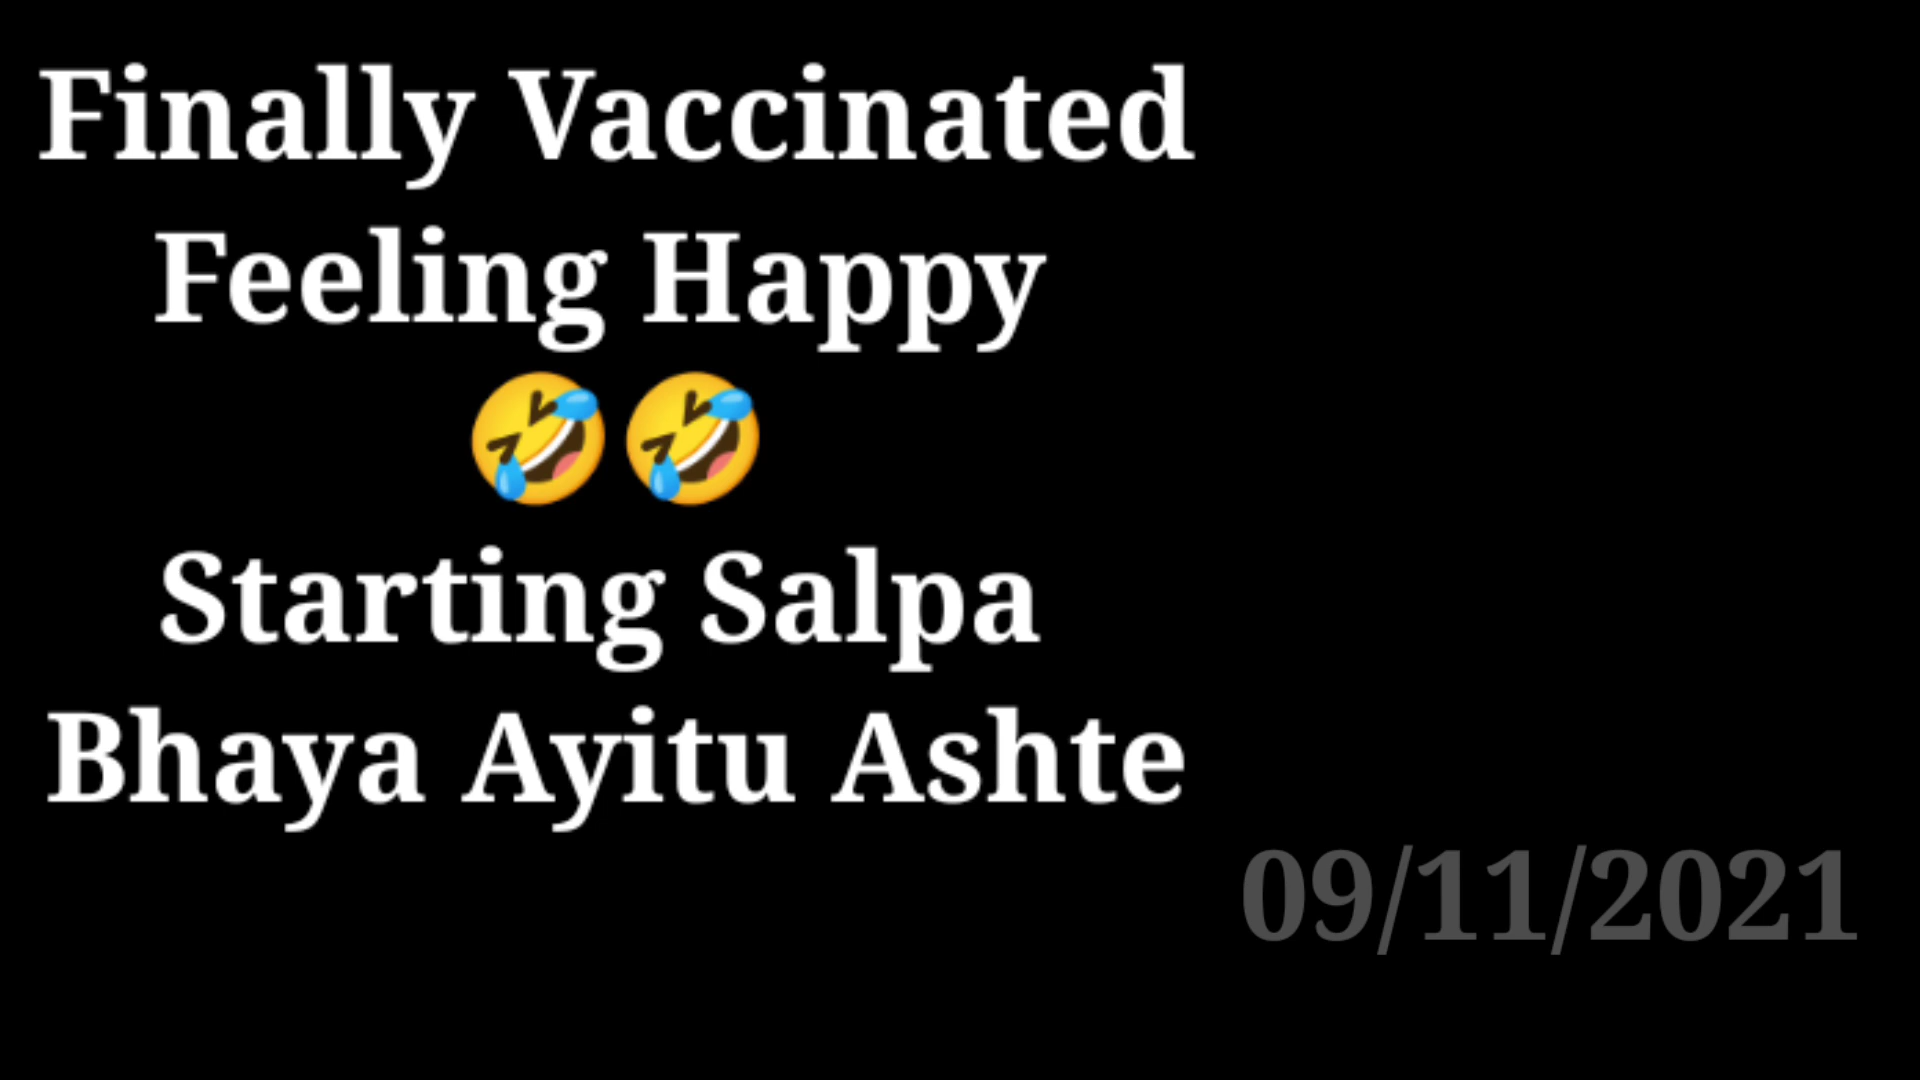 Finally Vaccinated
Feeling Happy
🤣🤣
Starting Salpa
Bhaya Ayitu Ashte
09/11/2021